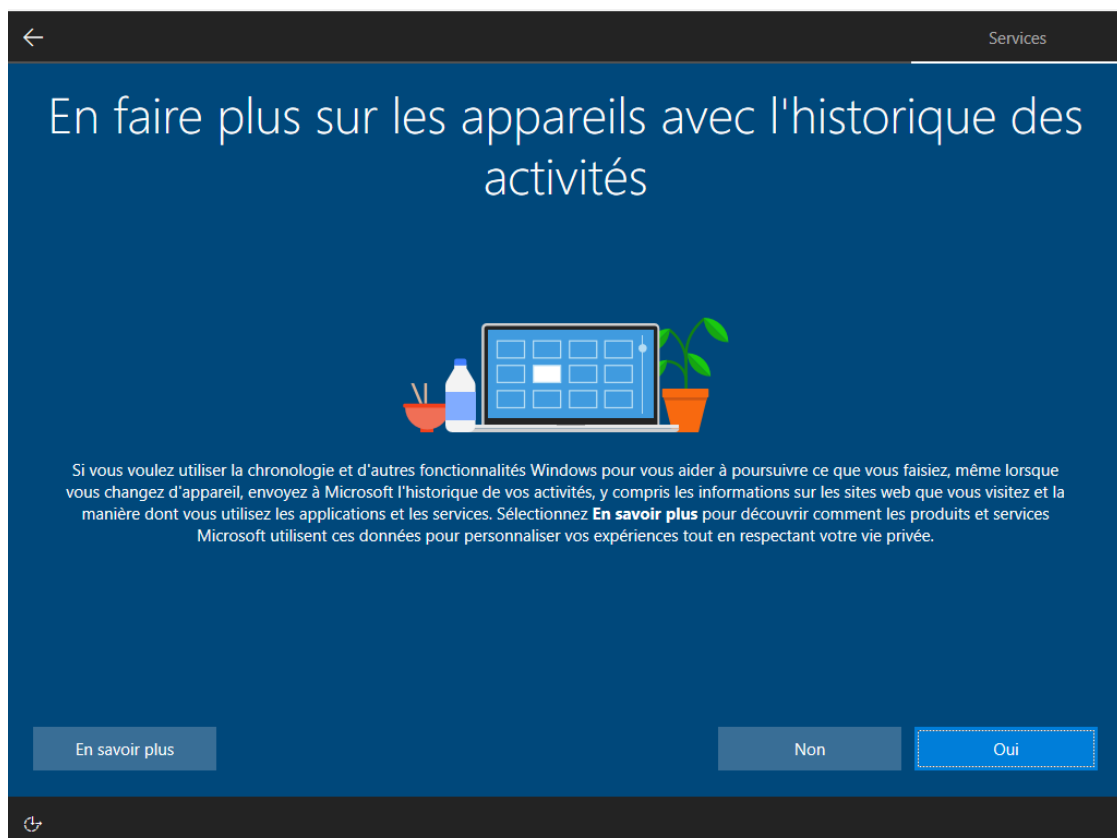 Services
En faire plus sur les appareils avec l'historique des
activités
Si vous voulez utiliser la chronologie et d'autres fonctionnalités Windows pour vous aider à poursuivre ce que vous faisiez, même lorsque
vous changez d'appareil, envoyez à Microsoft l'historique de vos activités, y compris les informations sur les sites web que vous visitez et la
manière dont vous utilisez les applications et les services. Sélectionnez En savoir plus pour découvrir comment les produits et services
Microsoft utilisent ces données pour personnaliser vos expériences tout en respectant votre vie privée.
En savoir plus
Non
Oui